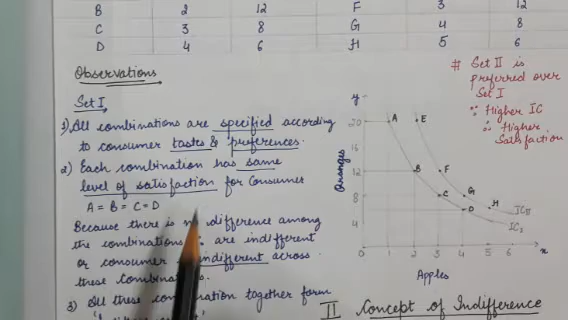 B 2 12 F 3 12
C 3 8 G 4 8
D 4 6 H 5 6
Observations
Set I
1) All combinations are specified according
to consumer tastes & preferences.
2) Each combination has same
level of satisfaction for Consumer
A = B = C = D
Because there is no indifference among
the combinations are indifferent
or consumer indifferent across
these Combinations.
3) All these combination together form
# Set II is
preferred over
Set I
∵ Higher IC
∴ Higher
Satisfaction
y
Oranges
20
16
12
8
4
0
1 2 3 4 5 6
x
Apples
A E
B F
C G
D H
IC II
IC I
II Concept of Indifference